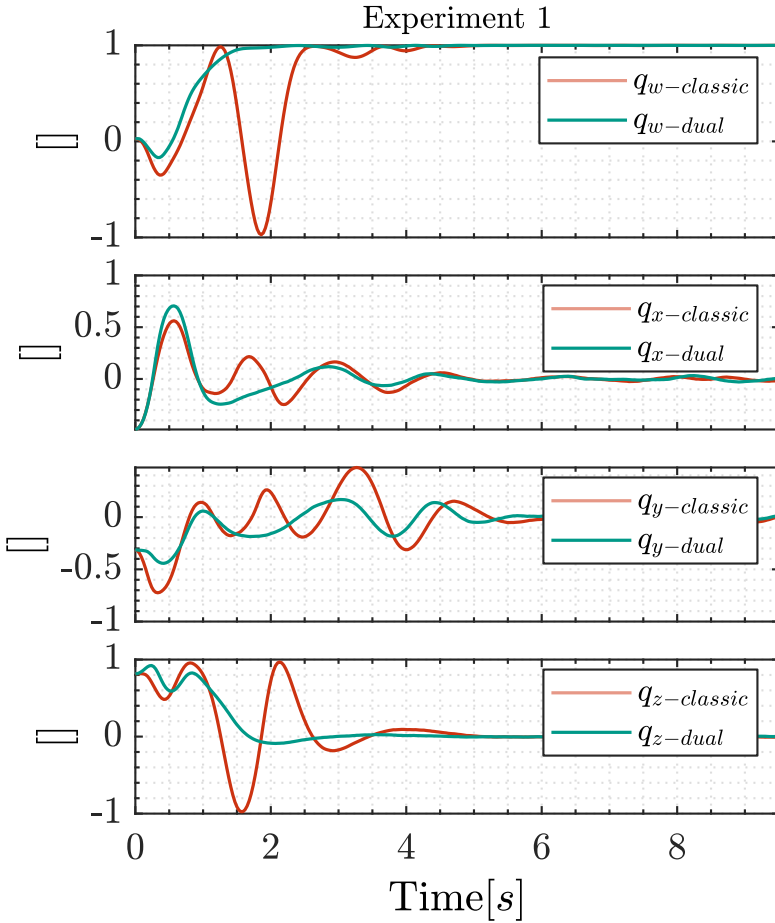 Experiment 1
1
0
-1
[]
q_{w-classic}
q_{w-dual}
1
0.5
0
[]
q_{x-classic}
q_{x-dual}
0
-0.5
-1
[]
q_{y-classic}
q_{y-dual}
1
0
-1
[]
q_{z-classic}
q_{z-dual}
0 2 4 6 8
Time[s]